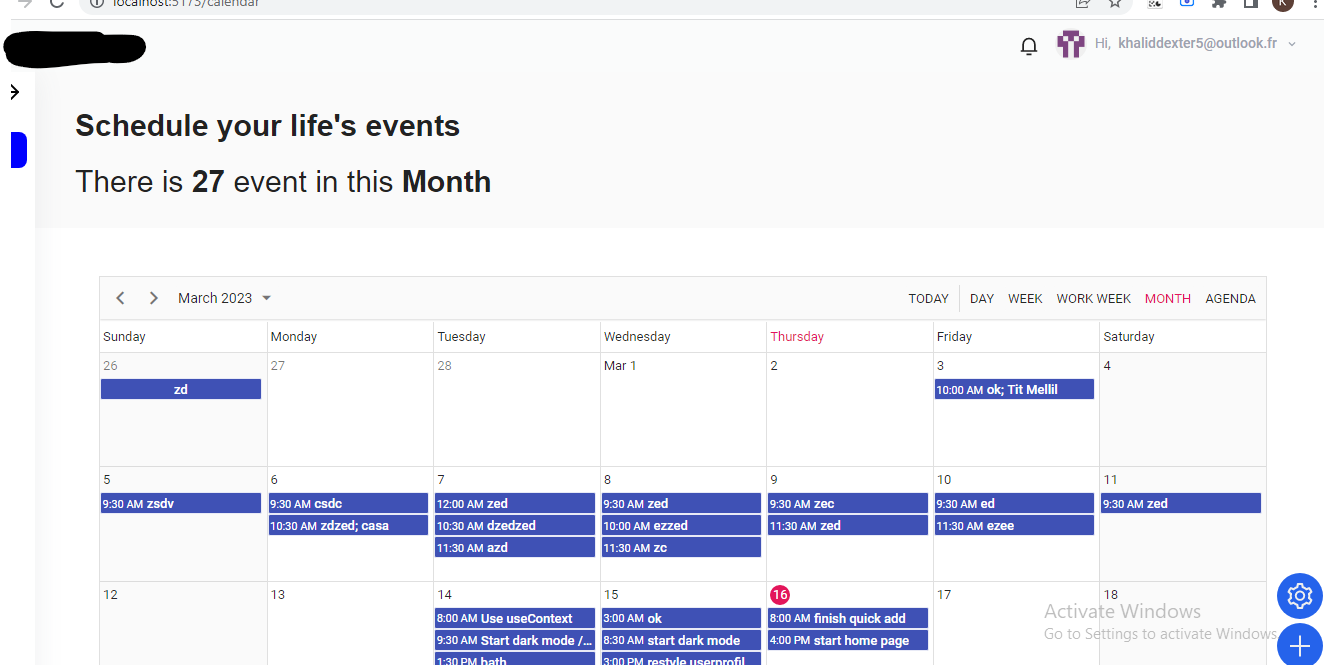 localhost:5173/calendar
K
Hi, khaliddexter5@outlook.fr
Schedule your life's events
There is 27 event in this Month
March 2023
TODAY DAY WEEK WORK WEEK MONTH AGENDA
Sunday Monday Tuesday Wednesday Thursday Friday Saturday
26 27 28 Mar 1 2 3 4
zd 10:00 AM ok; Tit Mellil
5 6 7 8 9 10 11
9:30 AM zsdv 9:30 AM csdc 12:00 AM zed 9:30 AM zed 9:30 AM zec 9:30 AM ed 9:30 AM zed
10:30 AM zdzed; casa 10:30 AM dzedzed 10:00 AM ezzed 11:30 AM zed 11:30 AM ezee
11:30 AM azd 11:30 AM zc
12 13 14 15 16 17 18
8:00 AM Use useContext 3:00 AM ok 8:00 AM finish quick add
9:30 AM Start dark mode /... 8:30 AM start dark mode 4:00 PM start home page
1:30 PM bath 3:00 PM restyle userprofil
Activate Windows
Go to Settings to activate Windows.